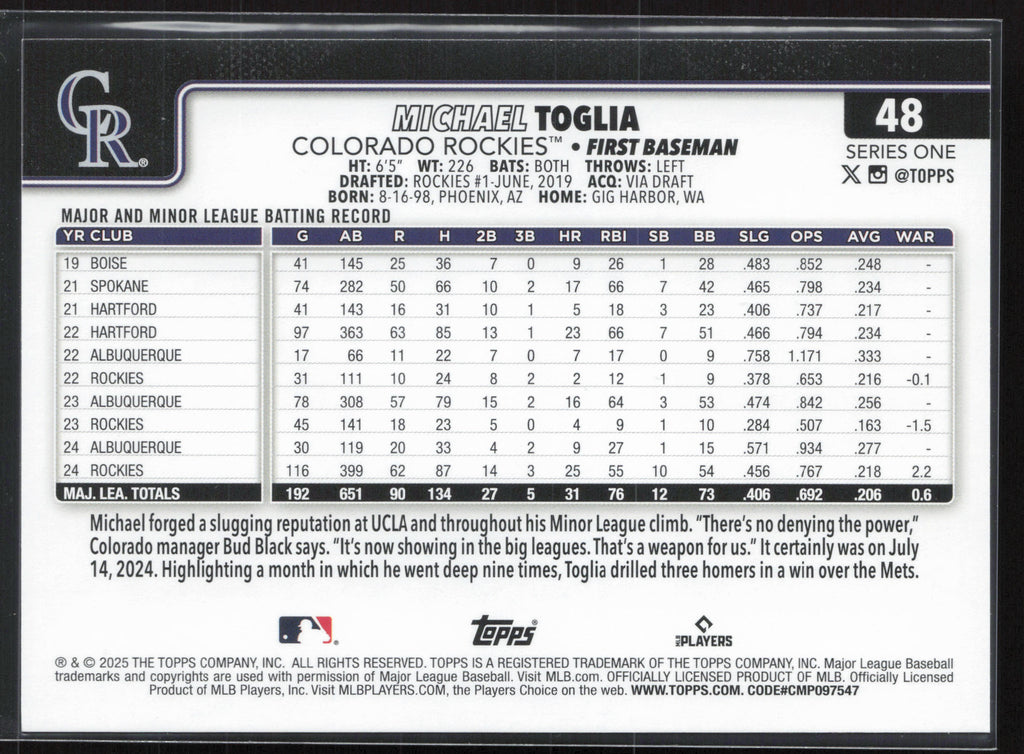 CR®
48
MICHAEL TOGLIA
COLORADO ROCKIES™ • FIRST BASEMAN
SERIES ONE
HT: 6'5" WT: 226 BATS: BOTH THROWS: LEFT
@TOPPS
DRAFTED: ROCKIES #1-JUNE, 2019 ACQ: VIA DRAFT
BORN: 8-16-98, PHOENIX, AZ HOME: GIG HARBOR, WA
MAJOR AND MINOR LEAGUE BATTING RECORD
YR CLUB G AB R H 2B 3B HR RBI SB BB SLG OPS AVG WAR
19 BOISE 41 145 25 36 7 0 9 26 1 28 .483 .852 .248 -
21 SPOKANE 74 282 50 66 10 2 17 66 7 42 .465 .798 .234 -
21 HARTFORD 41 143 16 31 10 1 5 18 3 23 .406 .737 .217 -
22 HARTFORD 97 363 63 85 13 1 23 66 7 51 .466 .794 .234 -
22 ALBUQUERQUE 17 66 11 22 7 0 7 17 0 9 .758 1.171 .333 -
22 ROCKIES 31 111 10 24 8 2 2 12 1 9 .378 .653 .216 -0.1
23 ALBUQUERQUE 78 308 57 79 15 2 16 64 3 53 .474 .842 .256 -
23 ROCKIES 45 141 18 23 5 0 4 9 1 10 .284 .507 .163 -1.5
24 ALBUQUERQUE 30 119 20 33 4 2 9 27 1 15 .571 .934 .277 -
24 ROCKIES 116 399 62 87 14 3 25 55 10 54 .456 .767 .218 2.2
MAJ. LEA. TOTALS 192 651 90 134 27 5 31 76 12 73 .406 .692 .206 0.6
Michael forged a slugging reputation at UCLA and throughout his Minor League climb. "There's no denying the power,"
Colorado manager Bud Black says. "It's now showing in the big leagues. That's a weapon for us." It certainly was on July
14, 2024. Highlighting a month in which he went deep nine times, Toglia drilled three homers in a win over the Mets.
® Topps® MLB PLAYERS
® & © 2025 THE TOPPS COMPANY, INC. ALL RIGHTS RESERVED. TOPPS IS A REGISTERED TRADEMARK OF THE TOPPS COMPANY, INC. Major League Baseball
trademarks and copyrights are used with permission of Major League Baseball. Visit MLB.com. OFFICIALLY LICENSED PRODUCT OF MLB. Officially Licensed
Product of MLB Players, Inc. Visit MLBPLAYERS.COM, the Players Choice on the web. WWW.TOPPS.COM. CODE#CMP097547